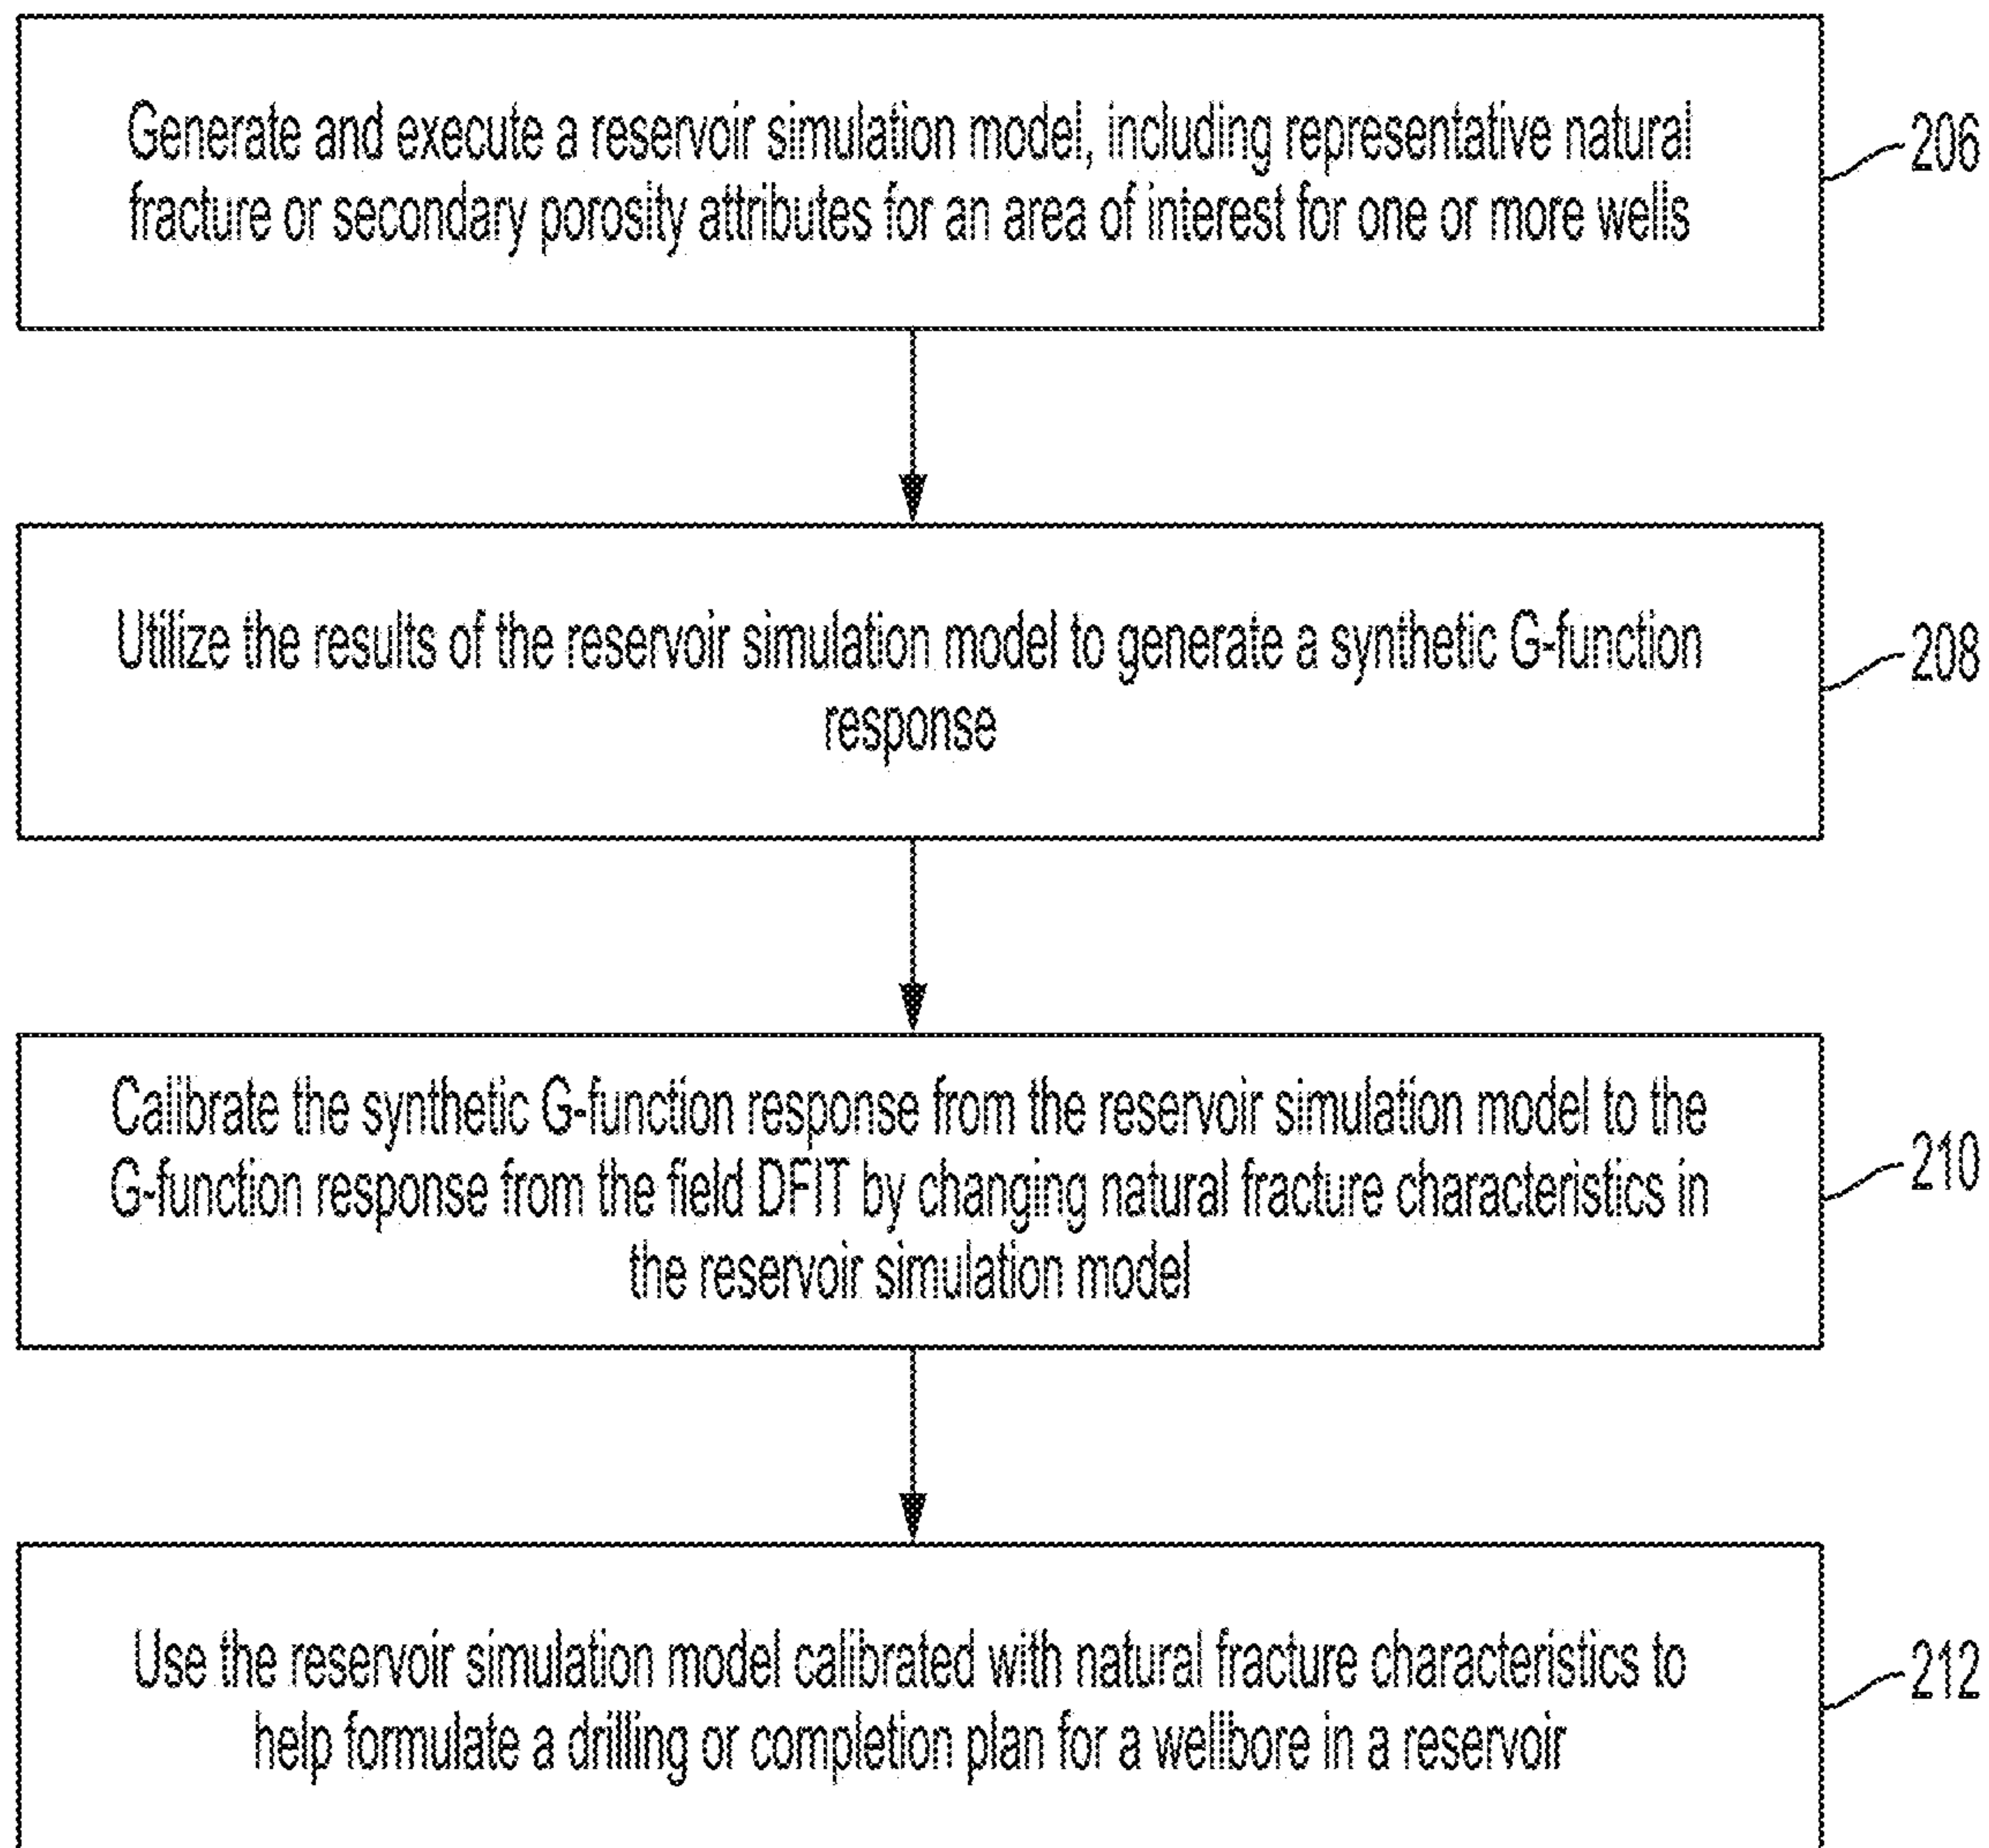 Generate and execute a reservoir simulation model, including representative natural
fracture or secondary porosity attributes for an area of interest for one or more wells
206
Utilize the results of the reservoir simulation model to generate a synthetic G-function
response
208
Calibrate the synthetic G-function response from the reservoir simulation model to the
G-function response from the field DFIT by changing natural fracture characteristics in
the reservoir simulation model
210
Use the reservoir simulation model calibrated with natural fracture characteristics to
help formulate a drilling or completion plan for a wellbore in a reservoir
212